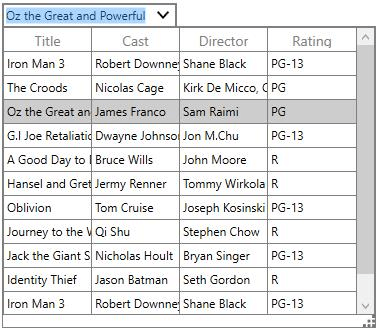 Oz the Great and Powerful
Title Cast Director Rating
Iron Man 3 Robert Downney Shane Black PG-13
The Croods Nicolas Cage Kirk De Micco, C PG
Oz the Great an James Franco Sam Raimi PG
G.I Joe Retaliatic Dwayne Johnson Jon M.Chu PG-13
A Good Day to Bruce Wills John Moore R
Hansel and Gret Jermy Renner Tommy Wirkola R
Oblivion Tom Cruise Joseph Kosinski PG-13
Journey to the W Qi Shu Stephen Chow R
Jack the Giant S Nicholas Hoult Bryan Singer PG-13
Identity Thief Jason Batman Seth Gordon R
Iron Man 3 Robert Downney Shane Black PG-13